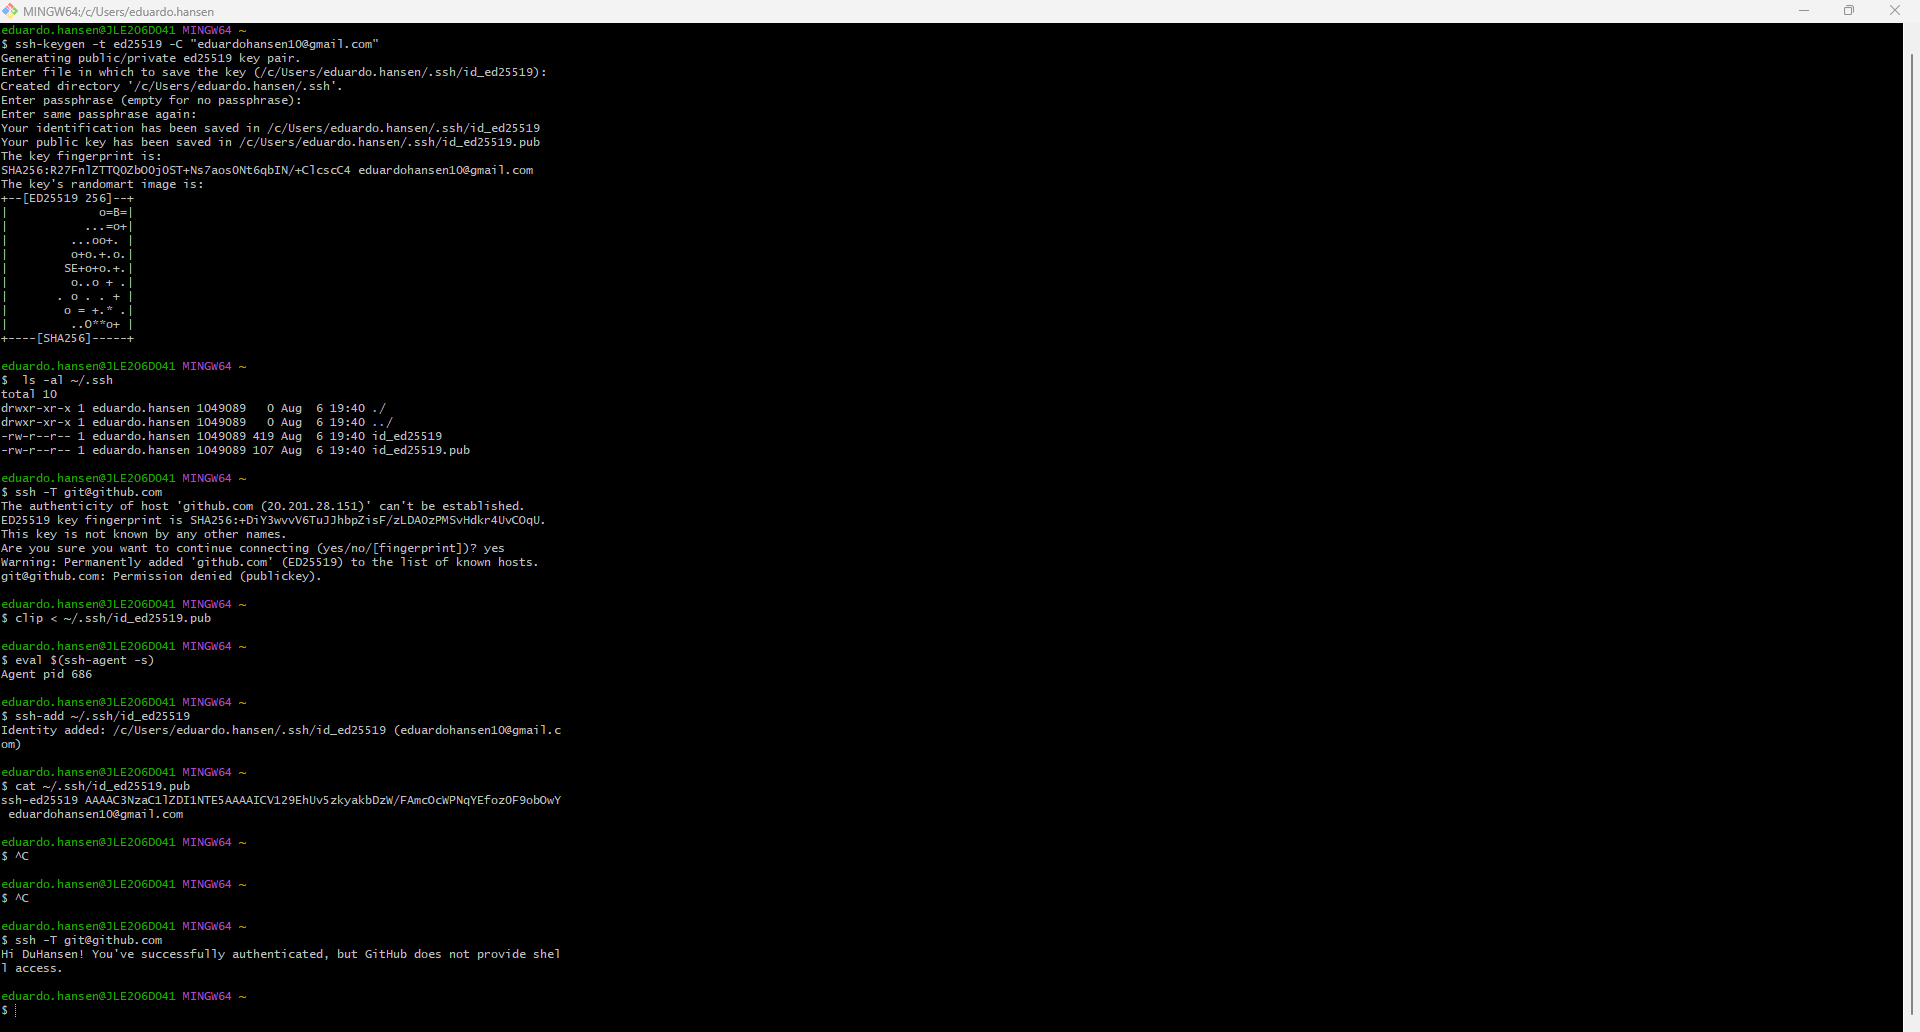 MINGW64:/c/Users/eduardo.hansen
eduardo.hansen@JLE206D041 MINGW64 ~
$ ssh-keygen -t ed25519 -C "eduardohansen10@gmail.com"
Generating public/private ed25519 key pair.
Enter file in which to save the key (/c/Users/eduardo.hansen/.ssh/id_ed25519):
Created directory '/c/Users/eduardo.hansen/.ssh'.
Enter passphrase (empty for no passphrase):
Enter same passphrase again:
Your identification has been saved in /c/Users/eduardo.hansen/.ssh/id_ed25519
Your public key has been saved in /c/Users/eduardo.hansen/.ssh/id_ed25519.pub
The key fingerprint is:
SHA256:R27FnlZTTQOZbOOjOST+Ns7aosONt6qbIN/+ClcscC4 eduardohansen10@gmail.com
The key's randomart image is:
+--[ED25519 256]--+
|             o=B=|
|           ...=o+|
|         ...oo+. |
|         o+o.+.o.|
|        SE+o+o.+.|
|         o..o + .|
|       . o . . + |
|        o = +.* .|
|         ..O**o+ |
+----[SHA256]-----+
eduardo.hansen@JLE206D041 MINGW64 ~
$  ls -al ~/.ssh
total 10
drwxr-xr-x 1 eduardo.hansen 1049089   0 Aug  6 19:40 ./
drwxr-xr-x 1 eduardo.hansen 1049089   0 Aug  6 19:40 ../
-rw-r--r-- 1 eduardo.hansen 1049089 419 Aug  6 19:40 id_ed25519
-rw-r--r-- 1 eduardo.hansen 1049089 107 Aug  6 19:40 id_ed25519.pub
eduardo.hansen@JLE206D041 MINGW64 ~
$ ssh -T git@github.com
The authenticity of host 'github.com (20.201.28.151)' can't be established.
ED25519 key fingerprint is SHA256:+DiY3wvvV6TuJJhbpZisF/zLDA0zPMSvHdkr4UvCOqU.
This key is not known by any other names.
Are you sure you want to continue connecting (yes/no/[fingerprint])? yes
Warning: Permanently added 'github.com' (ED25519) to the list of known hosts.
git@github.com: Permission denied (publickey).
eduardo.hansen@JLE206D041 MINGW64 ~
$ clip < ~/.ssh/id_ed25519.pub
eduardo.hansen@JLE206D041 MINGW64 ~
$ eval $(ssh-agent -s)
Agent pid 686
eduardo.hansen@JLE206D041 MINGW64 ~
$ ssh-add ~/.ssh/id_ed25519
Identity added: /c/Users/eduardo.hansen/.ssh/id_ed25519 (eduardohansen10@gmail.c
om)
eduardo.hansen@JLE206D041 MINGW64 ~
$ cat ~/.ssh/id_ed25519.pub
ssh-ed25519 AAAAC3NzaC1lZDI1NTE5AAAAICV129EhUv5zkyakbDzW/FAmcOcWPNqYEfozOF9obOwY
 eduardohansen10@gmail.com
eduardo.hansen@JLE206D041 MINGW64 ~
$ ^C
eduardo.hansen@JLE206D041 MINGW64 ~
$ ^C
eduardo.hansen@JLE206D041 MINGW64 ~
$ ssh -T git@github.com
Hi DuHansen! You've successfully authenticated, but GitHub does not provide shel
l access.
eduardo.hansen@JLE206D041 MINGW64 ~
$